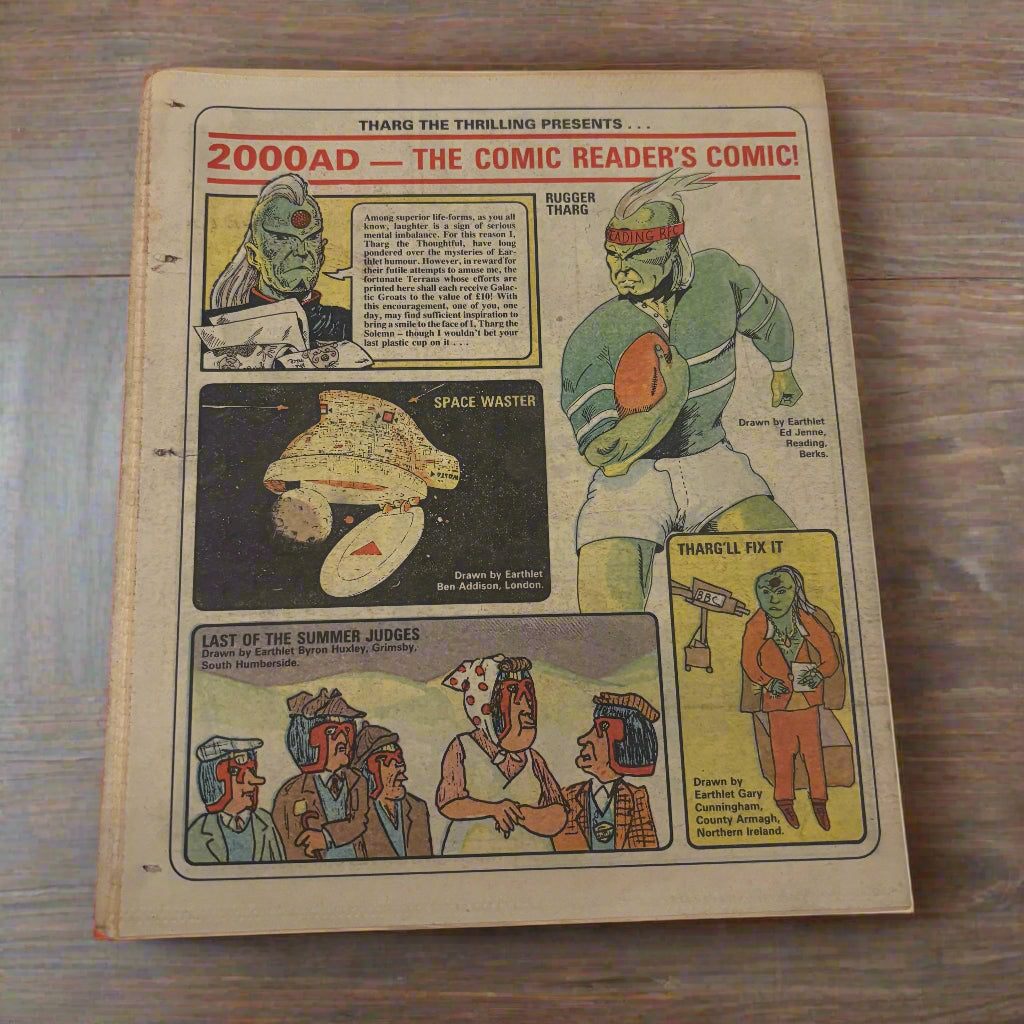 THARG THE THRILLING PRESENTS . . .
2000AD — THE COMIC READER'S COMIC!
Among superior life-forms, as you all
know, laughter is a sign of serious
mental imbalance. For this reason I,
Tharg the Thoughtful, have long
pondered over the mysteries of Ear-
thlet humour. However, in reward for
their futile attempts to amuse me, the
fortunate Terrans whose efforts are
printed here shall each receive Galac-
tic Groats to the value of £10! With
this encouragement, one of you, one
day, may find sufficient inspiration to
bring a smile to the face of I, Tharg the
Solemn – though I wouldn't bet your
last plastic cup on it . . .
RUGGER
THARG
EADING RFC
Drawn by Earthlet
Ed Jenne,
Reading,
Berks.
SPACE WASTER
Drawn by Earthlet
Ben Addison, London.
THARG'LL FIX IT
BBC
Drawn by
Earthlet Gary
Cunningham,
County Armagh,
Northern Ireland.
LAST OF THE SUMMER JUDGES
Drawn by Earthlet Byron Huxley, Grimsby,
South Humberside.